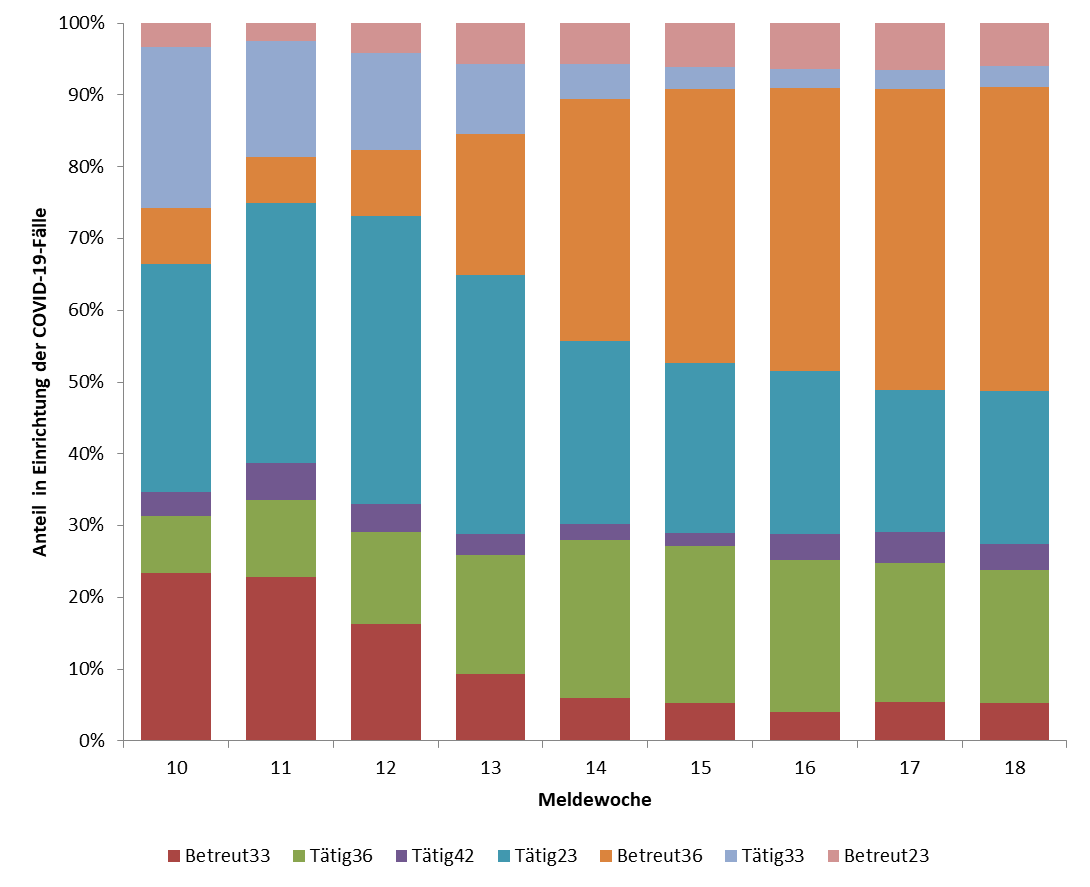 100%
90%
80%
70%
60%
50%
40%
30%
20%
10%
0%
Anteil  in Einrichtung der COVID-19-Fälle
10 11 12 13 14 15 16 17 18
Meldewoche
Betreut33 Tätig36 Tätig42 Tätig23 Betreut36 Tätig33 Betreut23